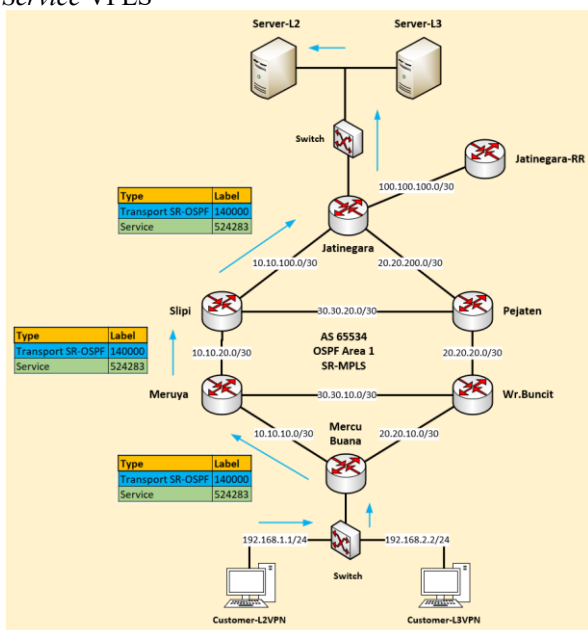 Service VPLS
Server-L2
Server-L3
Switch
Jatinegara-RR
100.100.100.0/30
Type Label
Transport SR-OSPF 140000
Service 524283
Jatinegara
10.10.100.0/30
20.20.200.0/30
Slipi
30.30.20.0/30
Pejaten
Type Label
Transport SR-OSPF 140000
Service 524283
10.10.20.0/30
AS 65534
OSPF Area 1
SR-MPLS
20.20.20.0/30
Meruya
30.30.10.0/30
Wr.Buncit
Mercu
Buana
10.10.10.0/30
20.20.10.0/30
Type Label
Transport SR-OSPF 140000
Service 524283
192.168.1.1/24
192.168.2.2/24
Switch
Customer-L2VPN
Customer-L3VPN